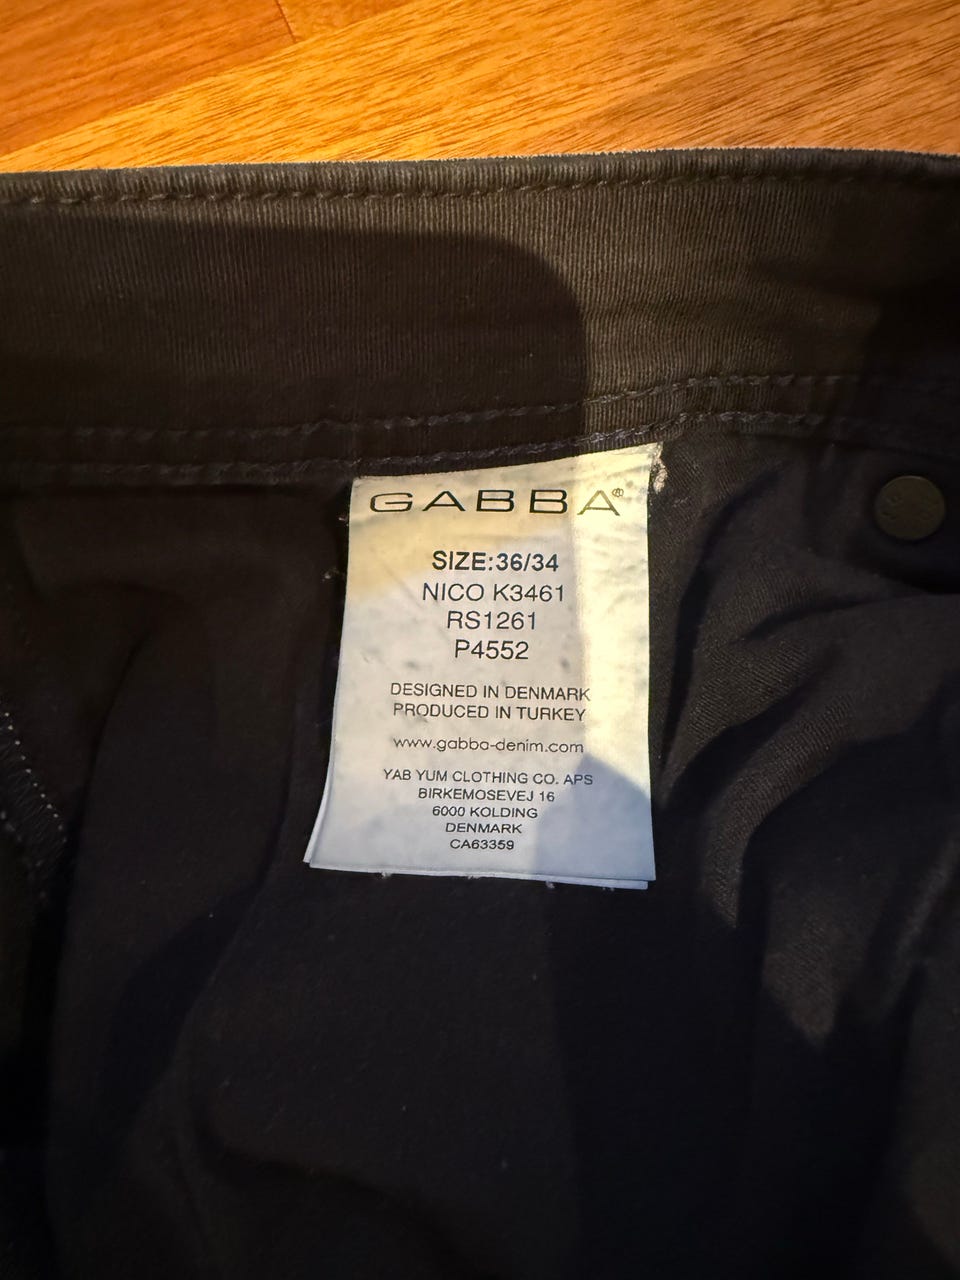 GABBA®
SIZE:36/34
NICO K3461
RS1261
P4552
DESIGNED IN DENMARK
PRODUCED IN TURKEY
www.gabba-denim.com
YAB YUM CLOTHING CO. APS
BIRKEMOSEVEJ 16
6000 KOLDING
DENMARK
CA63359